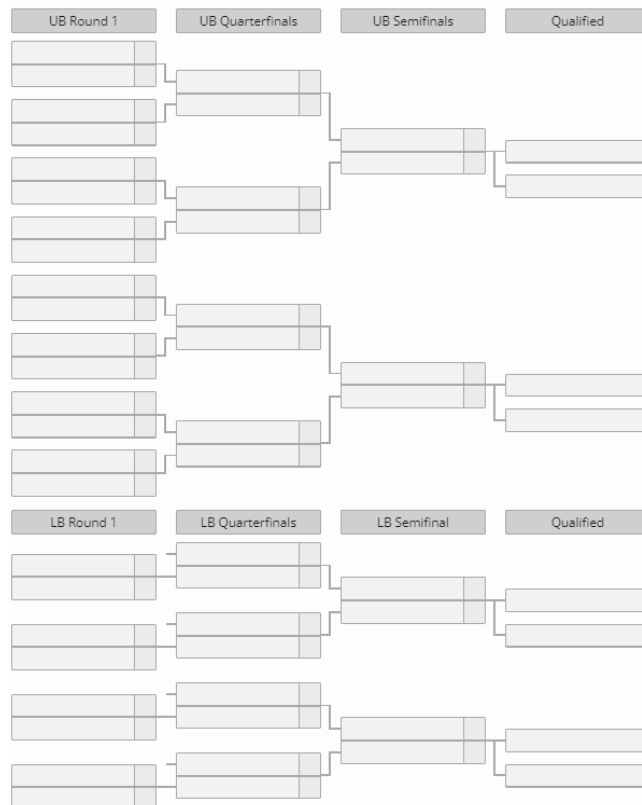 UB Round 1 UB Quarterfinals UB Semifinals Qualified
LB Round 1 LB Quarterfinals LB Semifinal Qualified